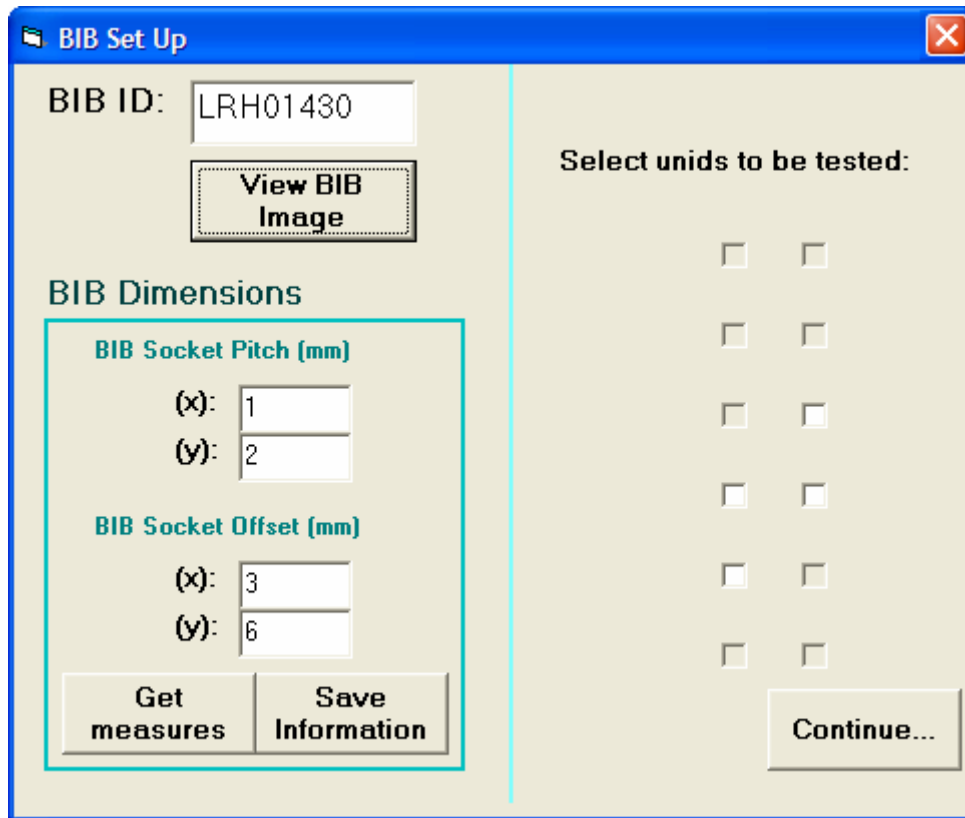 BIB Set Up
BIB ID:
LRH01430
View BIB
Image
BIB Dimensions
BIB Socket Pitch (mm)
(x): 1
(y): 2
BIB Socket Offset (mm)
(x): 3
(y): 6
Get
measures
Save
Information
Select unids to be tested:
Continue...